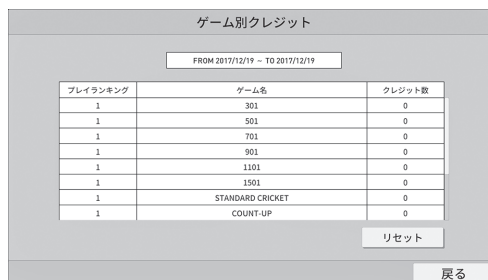 ゲーム別クレジット
FROM 2017/12/19 ~ TO 2017/12/19
プレイランキング ゲーム名 クレジット数
1 301 0
1 501 0
1 701 0
1 901 0
1 1101 0
1 1501 0
1 STANDARD CRICKET 0
1 COUNT-UP 0
リセット
戻る